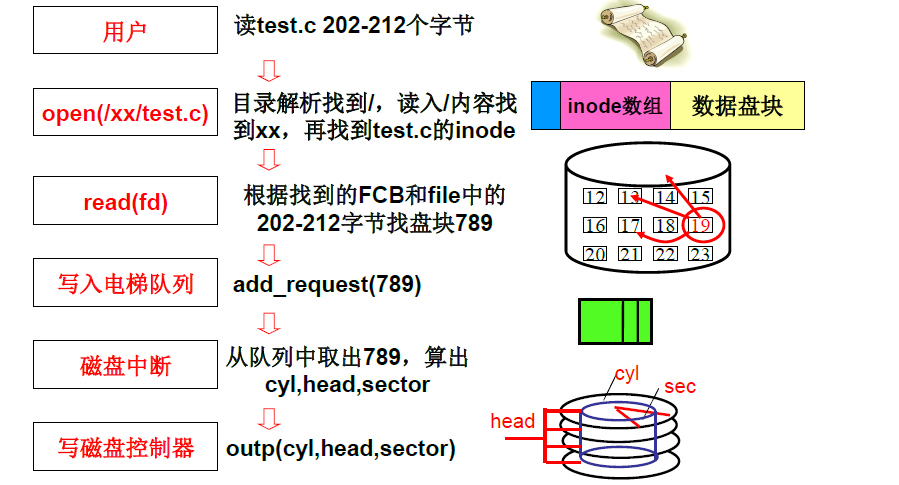 用户
读test.c 202-212个字节
open(/xx/test.c)
目录解析找到/，读入/内容找
到xx，再找到test.c的inode
inode数组
数据盘块
read(fd)
根据找到的FCB和file中的
202-212字节找盘块789
12 13 14 15
16 17 18 19
20 21 22 23
写入电梯队列
add_request(789)
磁盘中断
从队列中取出789，算出
cyl,head,sector
cyl
sec
head
写磁盘控制器
outp(cyl,head,sector)